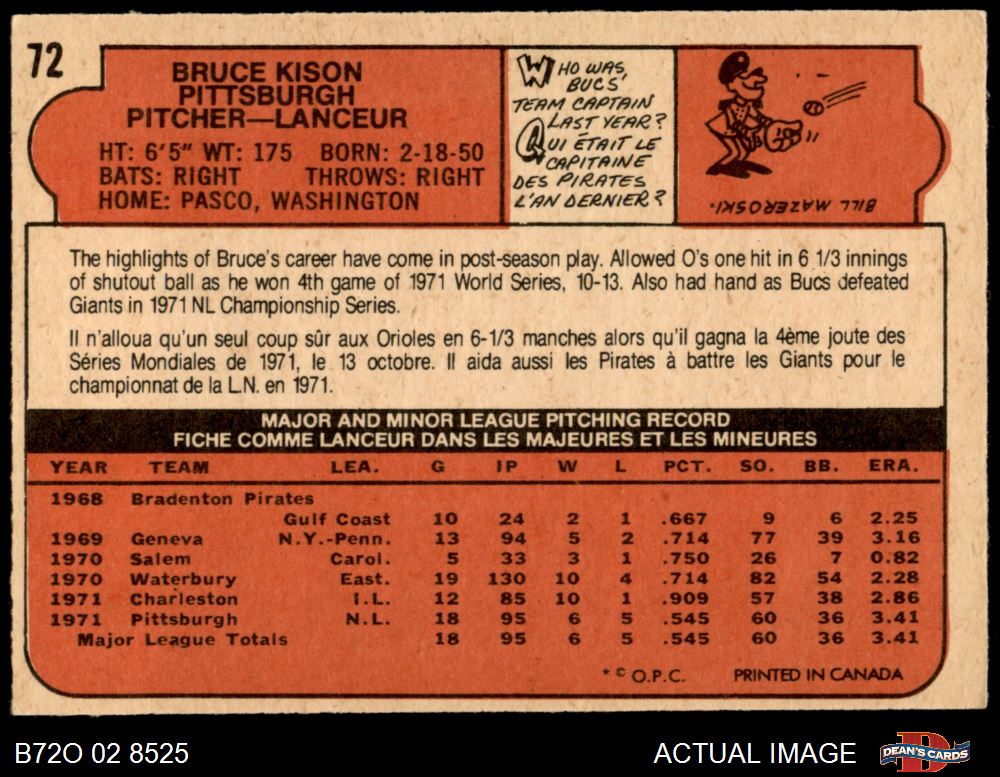 72
BRUCE KISON
PITTSBURGH
PITCHER—LANCEUR
HT: 6'5" WT: 175 BORN: 2-18-50
BATS: RIGHT THROWS: RIGHT
HOME: PASCO, WASHINGTON
WHO WAS
BUCS'
TEAM CAPTAIN
LAST YEAR?
QUI ÉTAIT LE
CAPITAINE
DES PIRATES
L'AN DERNIER?
BILL MAZEROSKI.
The highlights of Bruce's career have come in post-season play. Allowed O's one hit in 6 1/3 innings
of shutout ball as he won 4th game of 1971 World Series, 10-13. Also had hand as Bucs defeated
Giants in 1971 NL Championship Series.
Il n'alloua qu'un seul coup sûr aux Orioles en 6-1/3 manches alors qu'il gagna la 4ème joute des
Séries Mondiales de 1971, le 13 octobre. Il aida aussi les Pirates à battre les Giants pour le
championnat de la L.N. en 1971.
MAJOR AND MINOR LEAGUE PITCHING RECORD
FICHE COMME LANCEUR DANS LES MAJEURES ET LES MINEURES
YEAR TEAM LEA. G IP W L PCT. SO. BB. ERA.
1968 Bradenton Pirates
Gulf Coast 10 24 2 1 .667 9 6 2.25
1969 Geneva N.Y.-Penn. 13 94 5 2 .714 77 39 3.16
1970 Salem Carol. 5 33 3 1 .750 26 7 0.82
1970 Waterbury East. 19 130 10 4 .714 82 54 2.28
1971 Charleston I.L. 12 85 10 1 .909 57 38 2.86
1971 Pittsburgh N.L. 18 95 6 5 .545 60 36 3.41
Major League Totals 18 95 6 5 .545 60 36 3.41
* © O.P.C. PRINTED IN CANADA
B72O 02 8525 ACTUAL IMAGE DEAN'S CARDS